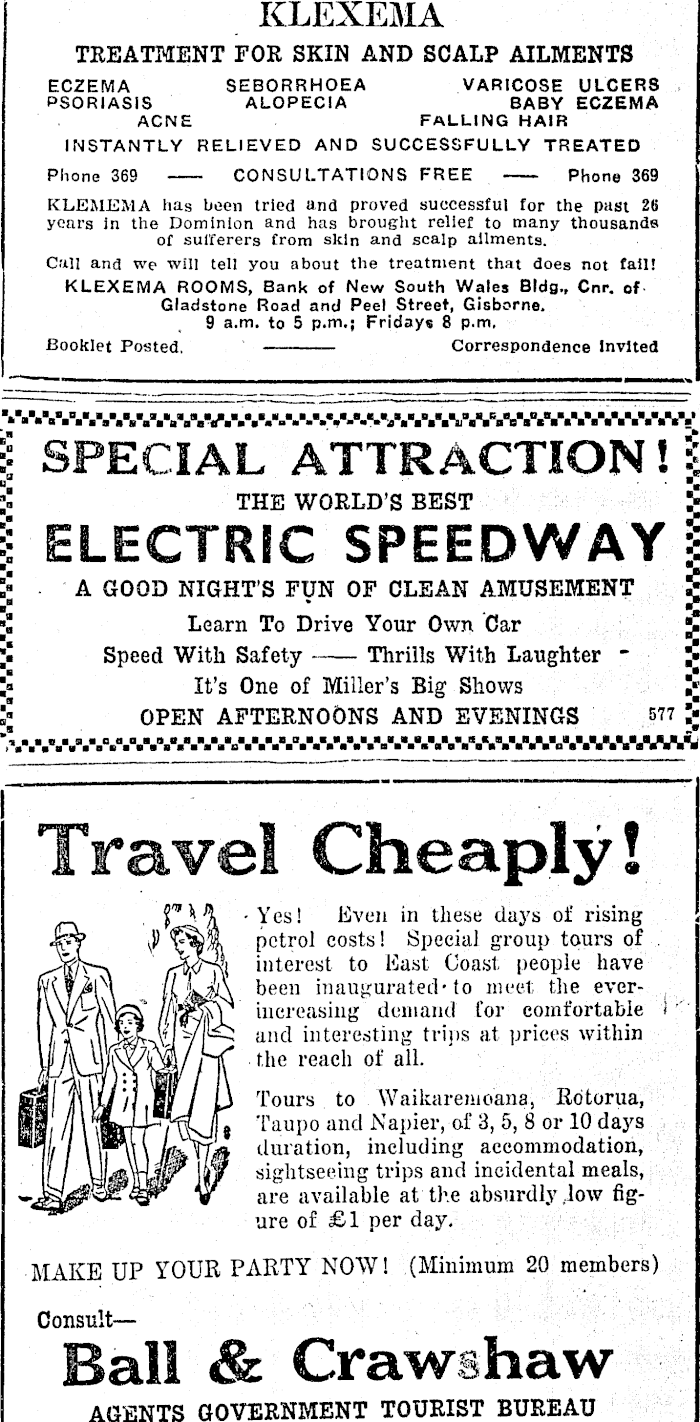 KLEXEMA
TREATMENT FOR SKIN AND SCALP AILMENTS
ECZEMA SEBORRHOEA VARICOSE ULCERS
PSORIASIS ALOPECIA BABY ECZEMA
ACNE FALLING HAIR
INSTANTLY RELIEVED AND SUCCESSFULLY TREATED
Phone 369 —— CONSULTATIONS FREE —— Phone 369
KLEMEMA has been tried and proved successful for the past 26
years in the Dominion and has brought relief to many thousands
of sufferers from skin and scalp ailments.
Call and we will tell you about the treatment that does not fail!
KLEXEMA ROOMS, Bank of New South Wales Bldg., Cnr. of
Gladstone Road and Peel Street, Gisborne.
9 a.m. to 5 p.m.; Fridays 8 p.m.
Booklet Posted. ——— Correspondence Invited
SPECIAL ATTRACTION!
THE WORLD'S BEST
ELECTRIC SPEEDWAY
A GOOD NIGHT'S FUN OF CLEAN AMUSEMENT
Learn To Drive Your Own Car
Speed With Safety —— Thrills With Laughter
It's One of Miller's Big Shows
OPEN AFTERNOONS AND EVENINGS 577
Travel Cheaply!
Yes! Even in these days of rising
petrol costs! Special group tours of
interest to East Coast people have
been inaugurated to meet the ever-
increasing demand for comfortable
and interesting trips at prices within
the reach of all.
Tours to Waikaremoana, Rotorua,
Taupo and Napier, of 3, 5, 8 or 10 days
duration, including accommodation,
sightseeing trips and incidental meals,
are available at the absurdly low fig-
ure of £1 per day.
MAKE UP YOUR PARTY NOW! (Minimum 20 members)
Consult—
Ball & Crawshaw
AGENTS GOVERNMENT TOURIST BUREAU